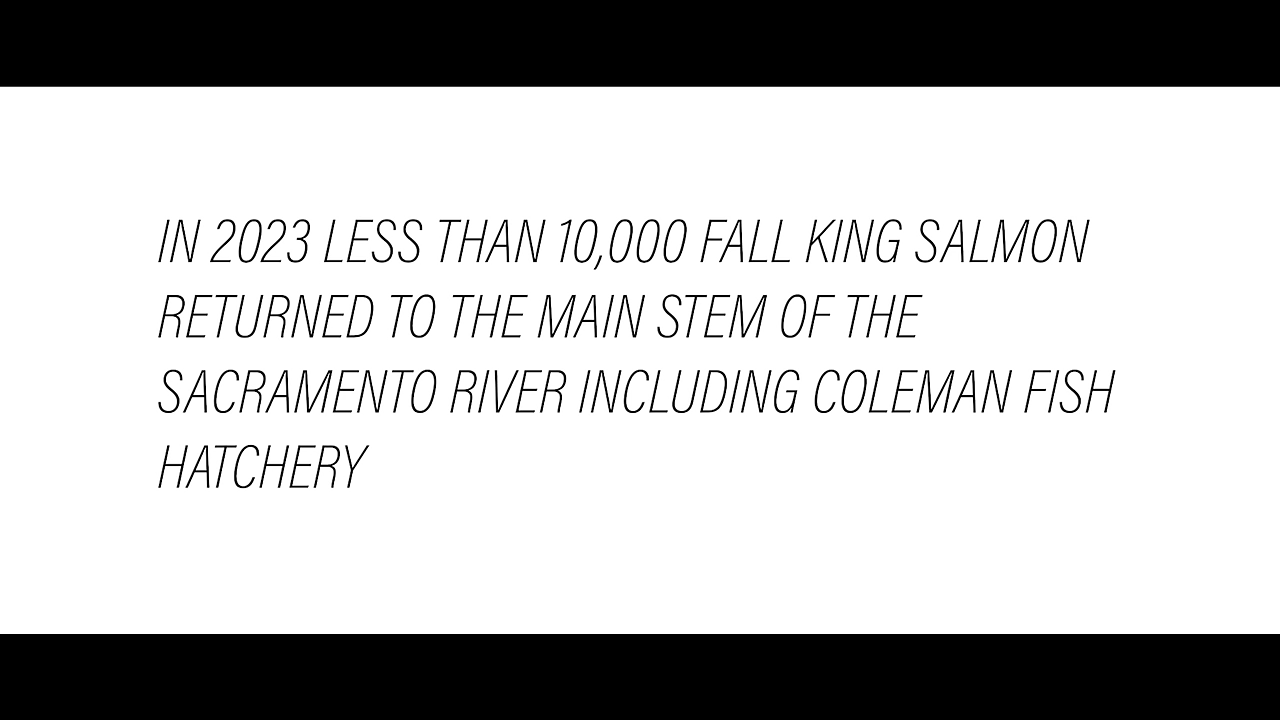 IN 2023 LESS THAN 10,000 FALL KING SALMON
RETURNED TO THE MAIN STEM OF THE
SACRAMENTO RIVER INCLUDING COLEMAN FISH
HATCHERY